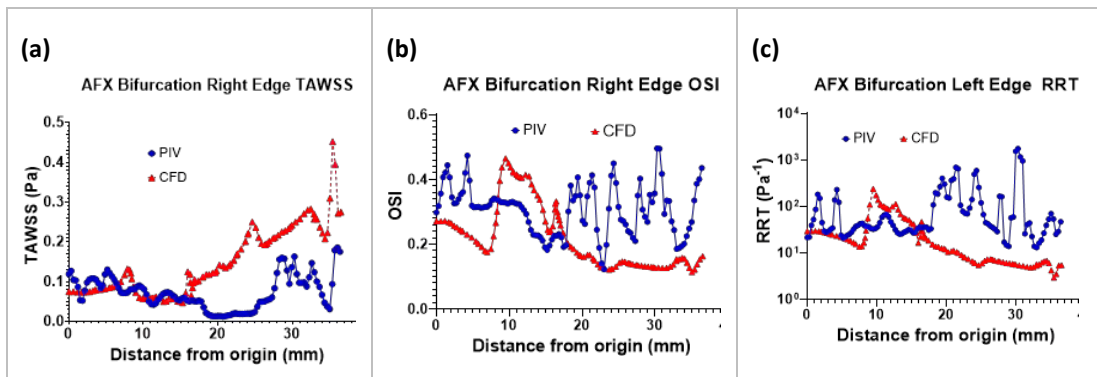 (a)
AFX Bifurcation Right Edge TAWSS
PIV
CFD
TAWSS (Pa)
0.5
0.4
0.3
0.2
0.1
0.0
0 10 20 30
Distance from origin (mm)
(b)
AFX Bifurcation Right Edge OSI
PIV CFD
OSI
0.6
0.4
0.2
0.0
0 10 20 30
Distance from origin (mm)
(c)
AFX Bifurcation Left Edge RRT
PIV CFD
RRT (Pa⁻¹)
10⁴
10³
10²
10¹
10⁰
0 10 20 30
Distance from origin (mm)